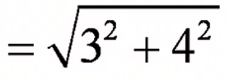 = √3² + 4²